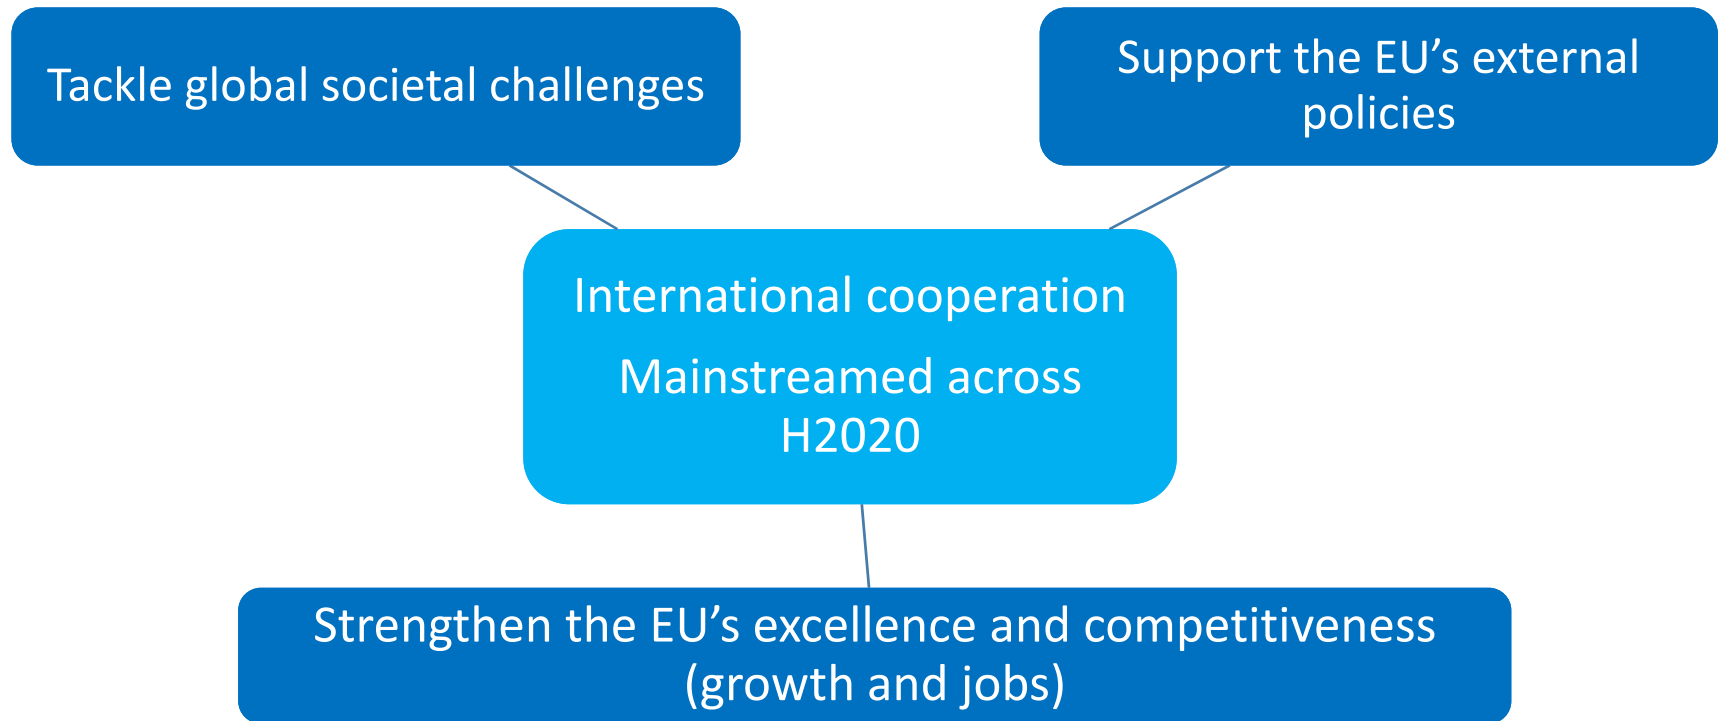 Tackle global societal challenges
Support the EU’s external
policies
International cooperation
Mainstreamed across
H2020
Strengthen the EU’s excellence and competitiveness
(growth and jobs)